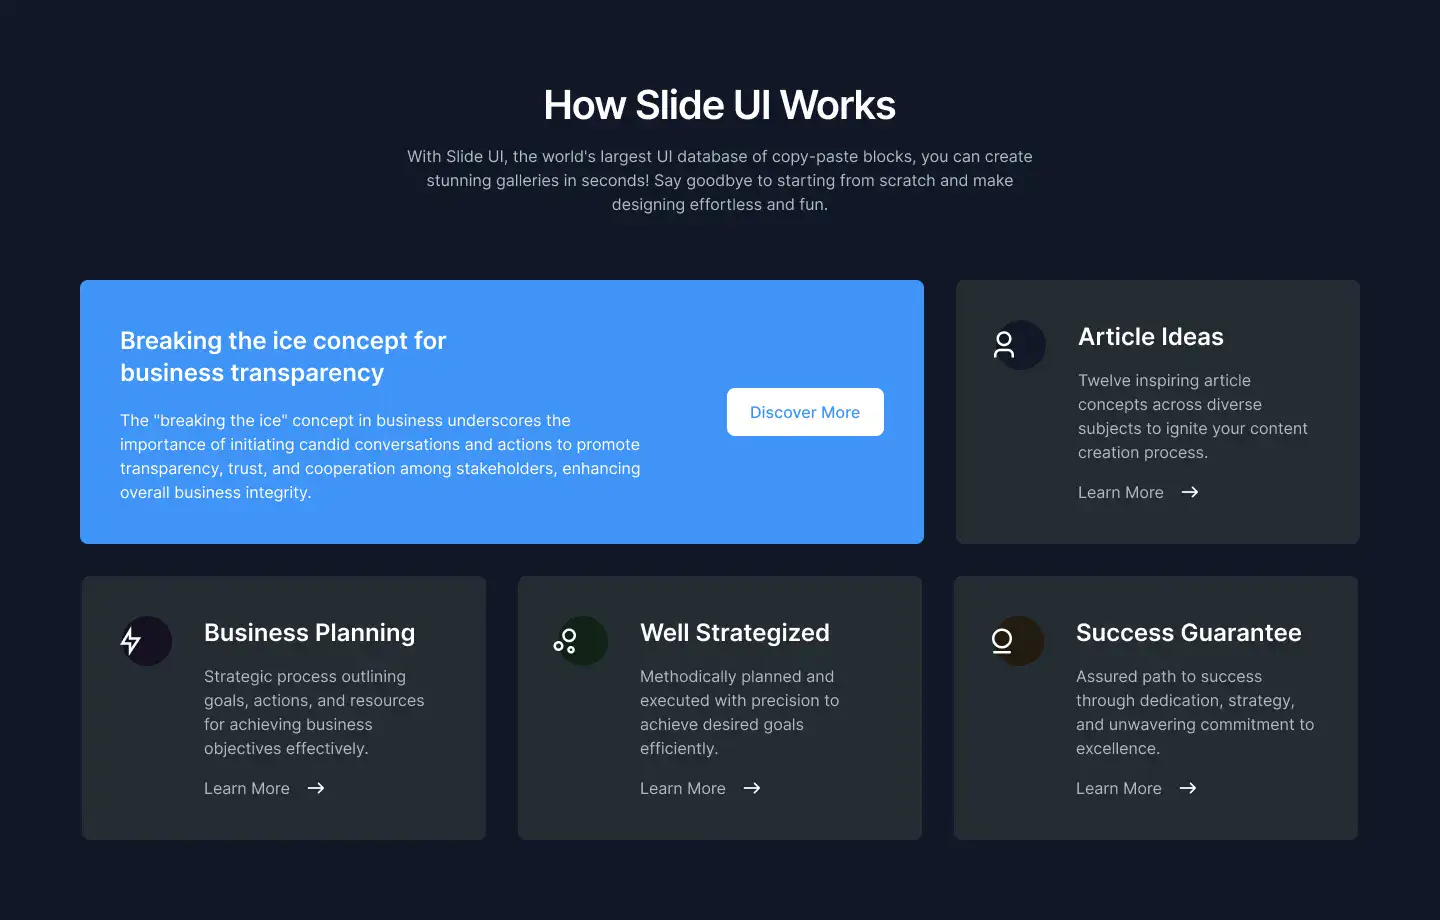 How Slide UI Works
With Slide UI, the world's largest UI database of copy-paste blocks, you can create
stunning galleries in seconds! Say goodbye to starting from scratch and make
designing effortless and fun.
Breaking the ice concept for
business transparency
The "breaking the ice" concept in business underscores the
importance of initiating candid conversations and actions to promote
transparency, trust, and cooperation among stakeholders, enhancing
overall business integrity.
Discover More
Article Ideas
Twelve inspiring article
concepts across diverse
subjects to ignite your content
creation process.
Learn More
Business Planning
Strategic process outlining
goals, actions, and resources
for achieving business
objectives effectively.
Learn More
Well Strategized
Methodically planned and
executed with precision to
achieve desired goals
efficiently.
Learn More
Success Guarantee
Assured path to success
through dedication, strategy,
and unwavering commitment to
excellence.
Learn More